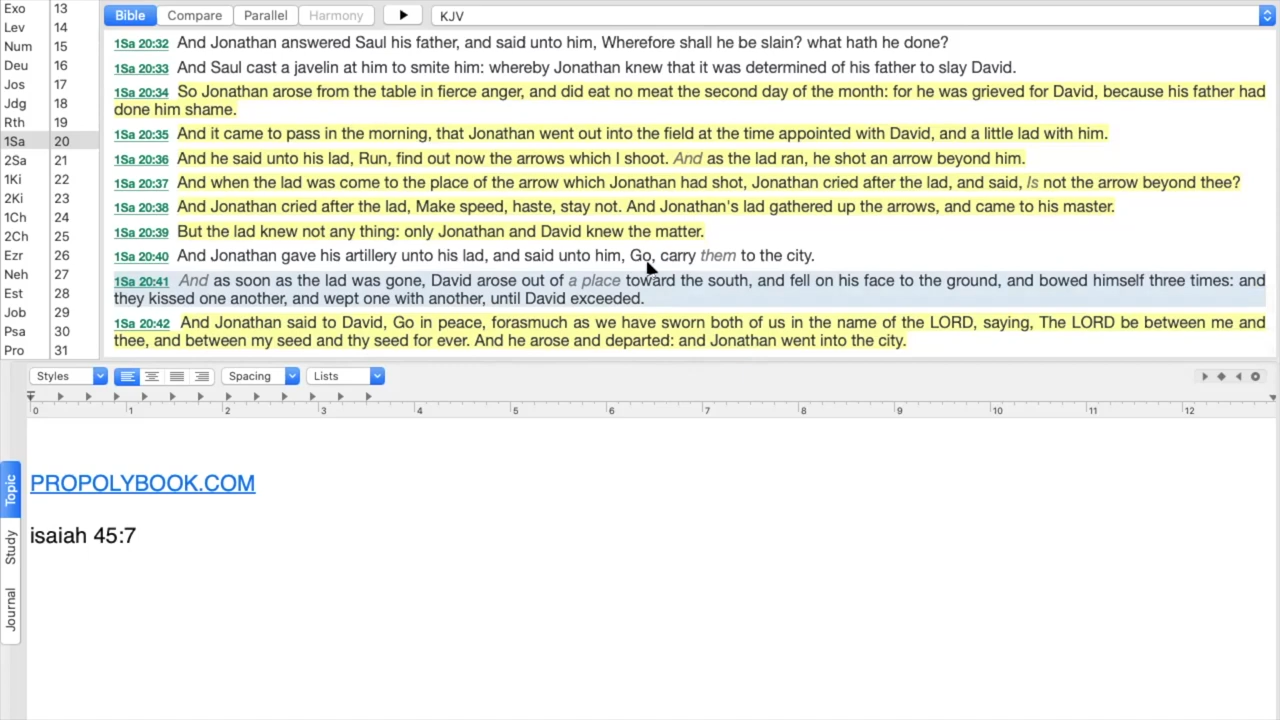 Exo 13
Lev 14
Num 15
Deu 16
Jos 17
Jdg 18
Rth 19
1Sa 20
2Sa 21
1Ki 22
2Ki 23
1Ch 24
2Ch 25
Ezr 26
Neh 27
Est 28
Job 29
Psa 30
Pro 31
Bible Compare Parallel Harmony KJV
1Sa 20:32 And Jonathan answered Saul his father, and said unto him, Wherefore shall he be slain? what hath he done?
1Sa 20:33 And Saul cast a javelin at him to smite him: whereby Jonathan knew that it was determined of his father to slay David.
1Sa 20:34 So Jonathan arose from the table in fierce anger, and did eat no meat the second day of the month: for he was grieved for David, because his father had
done him shame.
1Sa 20:35 And it came to pass in the morning, that Jonathan went out into the field at the time appointed with David, and a little lad with him.
1Sa 20:36 And he said unto his lad, Run, find out now the arrows which I shoot. And as the lad ran, he shot an arrow beyond him.
1Sa 20:37 And when the lad was come to the place of the arrow which Jonathan had shot, Jonathan cried after the lad, and said, Is not the arrow beyond thee?
1Sa 20:38 And Jonathan cried after the lad, Make speed, haste, stay not. And Jonathan's lad gathered up the arrows, and came to his master.
1Sa 20:39 But the lad knew not any thing: only Jonathan and David knew the matter.
1Sa 20:40 And Jonathan gave his artillery unto his lad, and said unto him, Go, carry them to the city.
1Sa 20:41 And as soon as the lad was gone, David arose out of a place toward the south, and fell on his face to the ground, and bowed himself three times: and
they kissed one another, and wept one with another, until David exceeded.
1Sa 20:42 And Jonathan said to David, Go in peace, forasmuch as we have sworn both of us in the name of the LORD, saying, The LORD be between me and
thee, and between my seed and thy seed for ever. And he arose and departed: and Jonathan went into the city.
Styles Spacing Lists
0 1 2 3 4 5 6 7 8 9 10 11 12
Topic
Study
Journal
PROPOLYBOOK.COM
isaiah 45:7